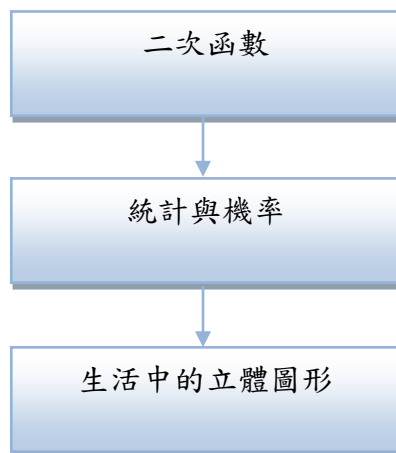 二次函數
統計與機率
生活中的立體圖形